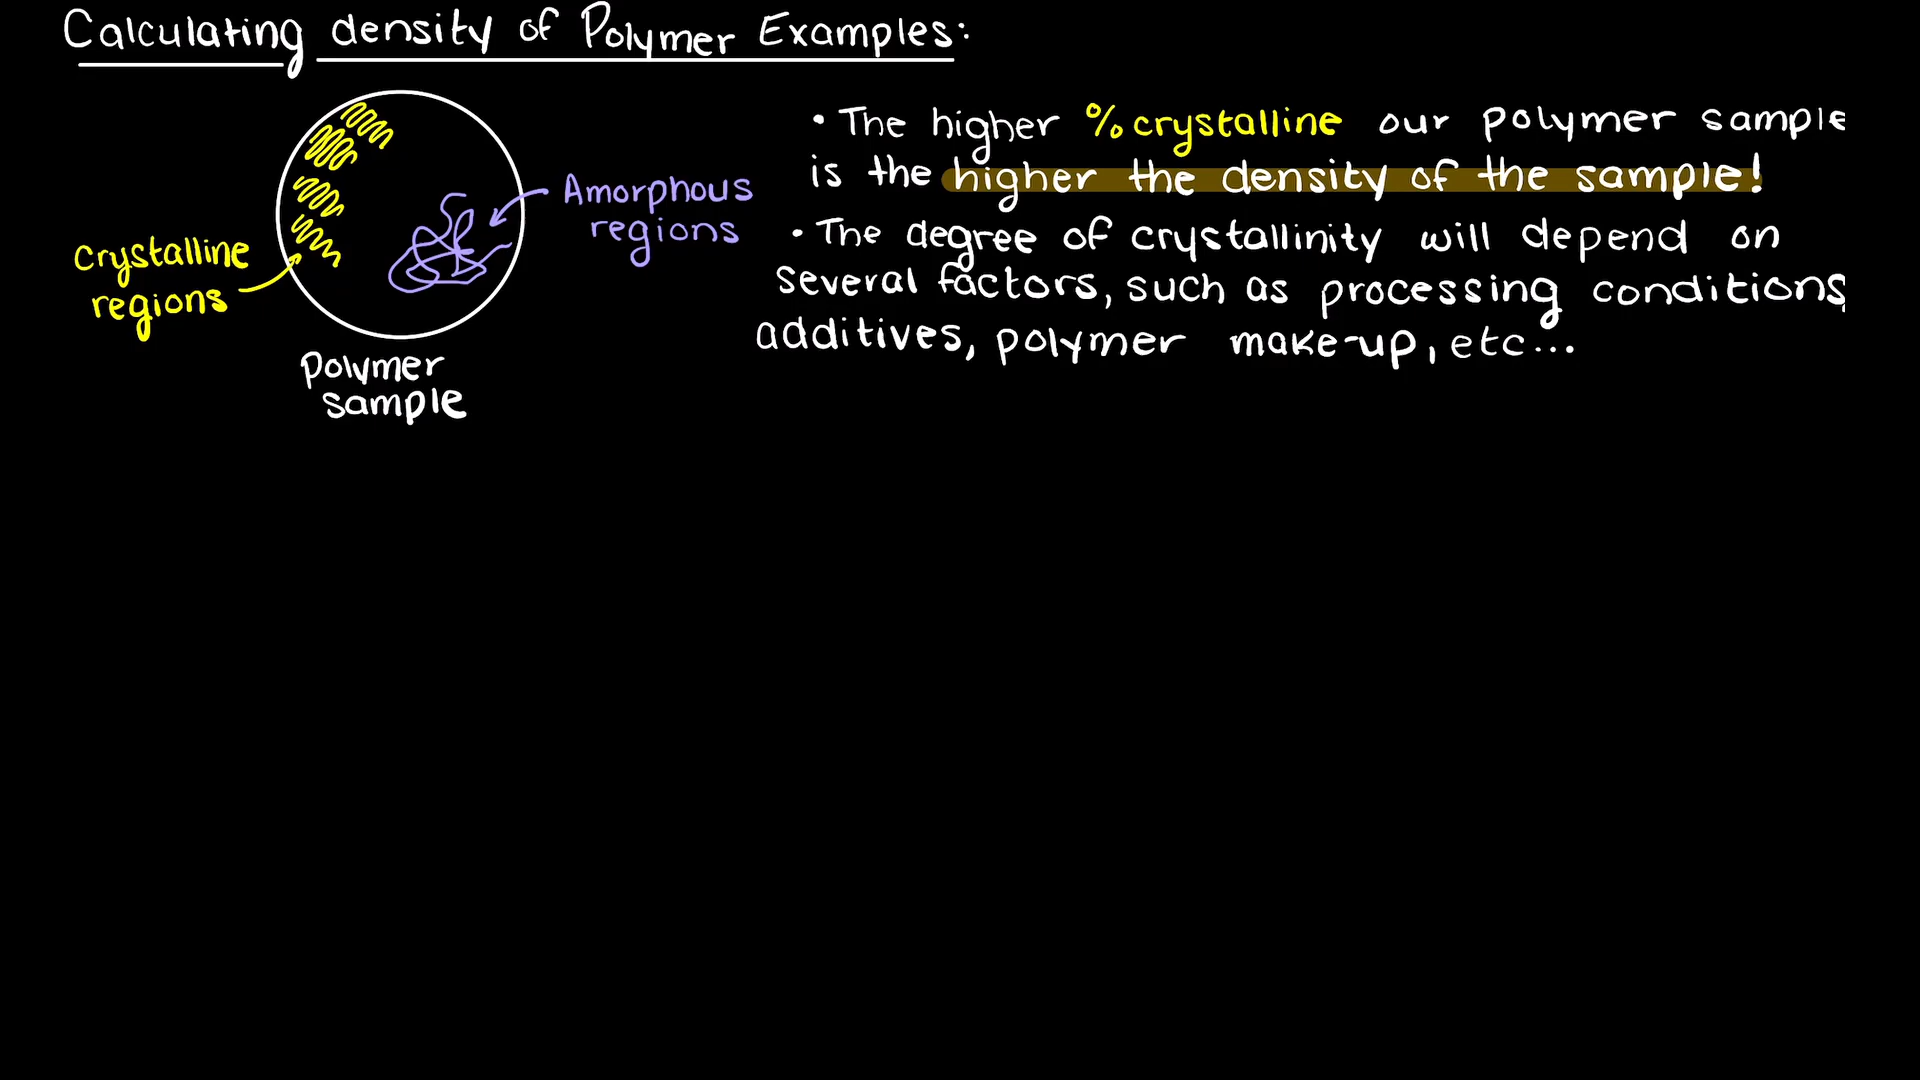 Calculating density of Polymer Examples:
Crystalline
regions
Amorphous
regions
Polymer
sample
• The higher % crystalline our polymer sample
is the higher the density of the sample!
• The degree of crystallinity will depend on
several factors, such as processing conditions,
additives, polymer make-up, etc...